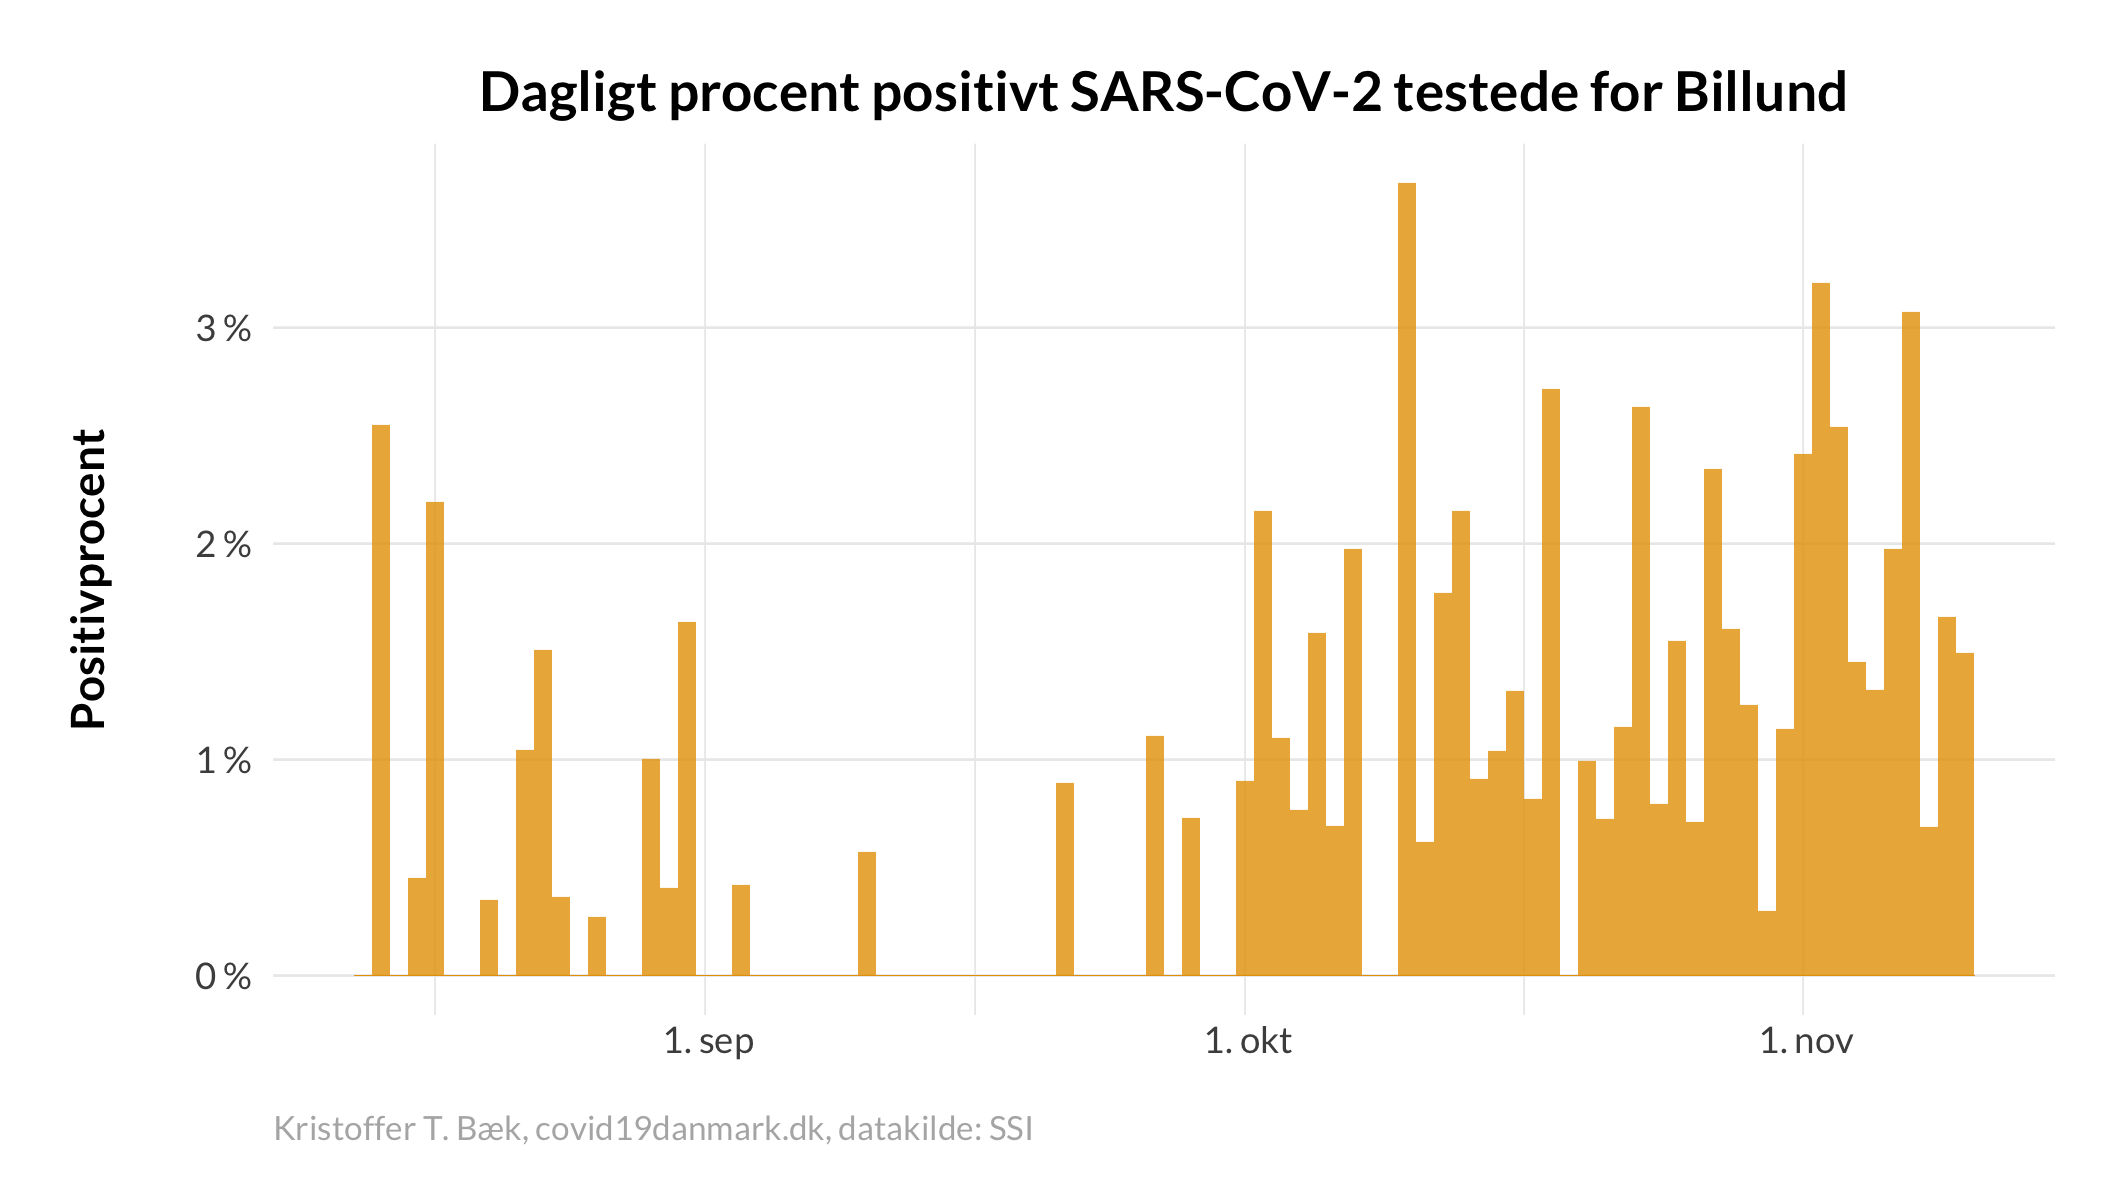 Dagligt procent positivt SARS-CoV-2 testede for Billund
Positivprocent
3 %
2 %
1 %
0 %
1. sep
1. okt
1. nov
Kristoffer T. Bæk, covid19danmark.dk, datakilde: SSI